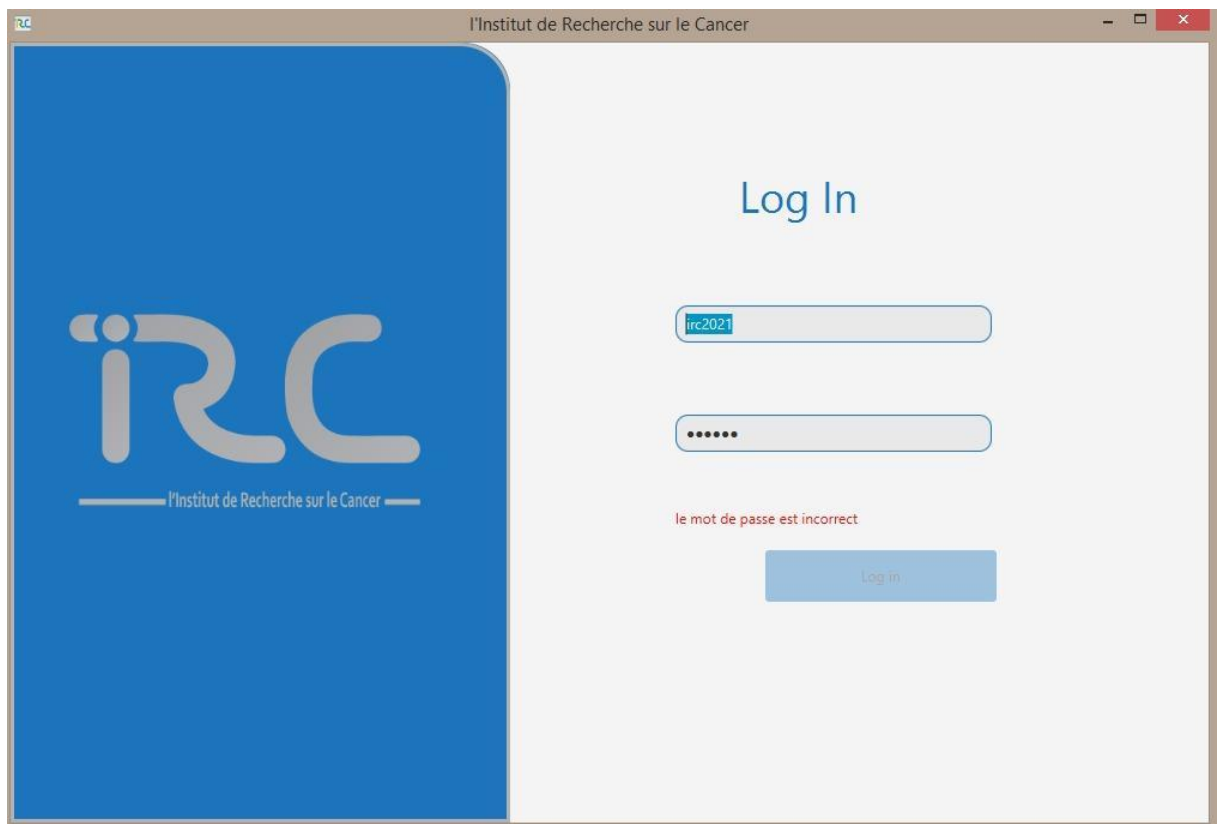 iRC
l'Institut de Recherche sur le Cancer
iRC
l'Institut de Recherche sur le Cancer
Log In
irc2021
••••••
le mot de passe est incorrect
Log in